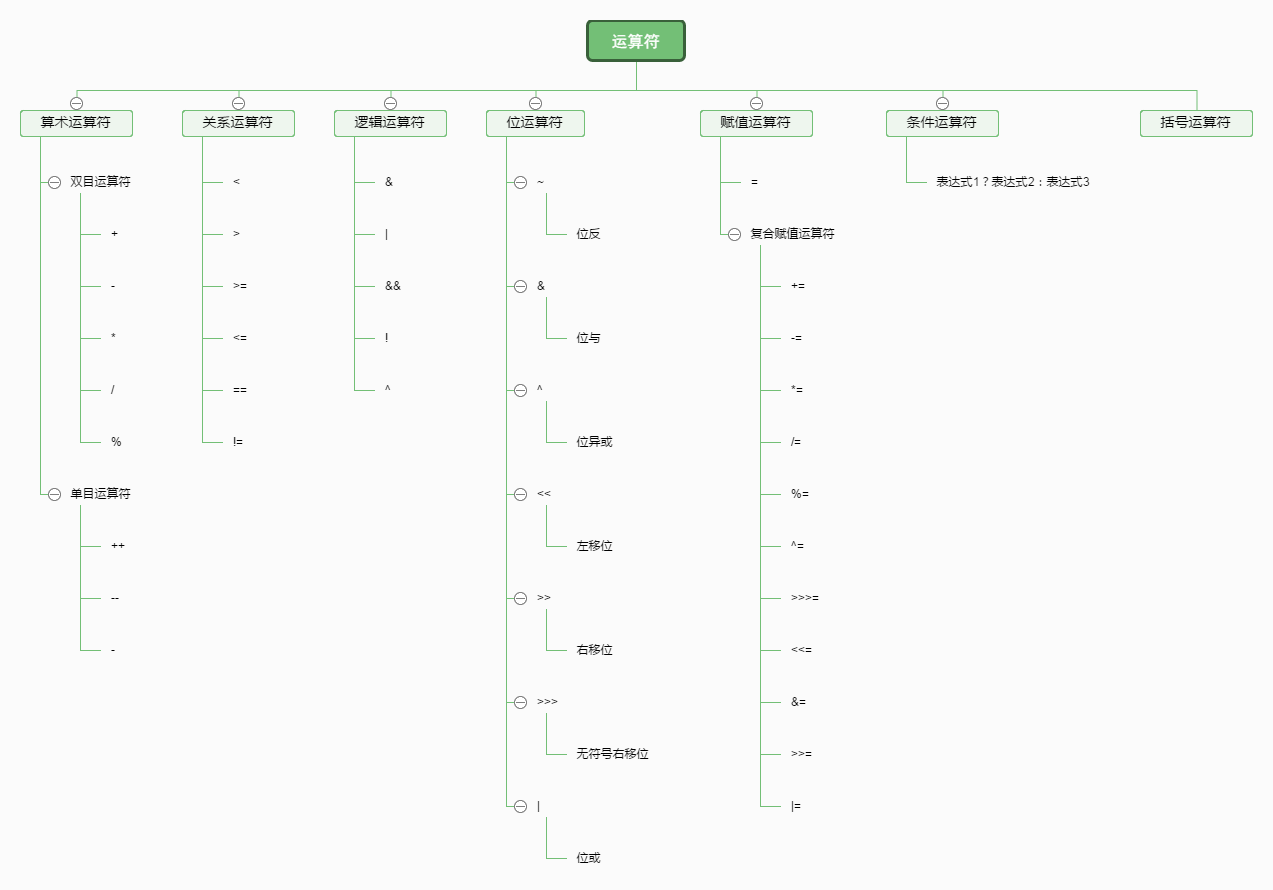 运算符
算术运算符
双目运算符
+
-
*
/
%
单目运算符
++
--
-
关系运算符
<
>
>=
<=
==
!=
逻辑运算符
&
|
&&
!
^
位运算符
~
位反
&
位与
^
位异或
<<
左移位
>>
右移位
>>>
无符号右移位
|
位或
赋值运算符
=
复合赋值运算符
+=
-=
*=
/=
%=
^=
>>>=
<<=
&=
>>=
|=
条件运算符
表达式1？表达式2：表达式3
括号运算符